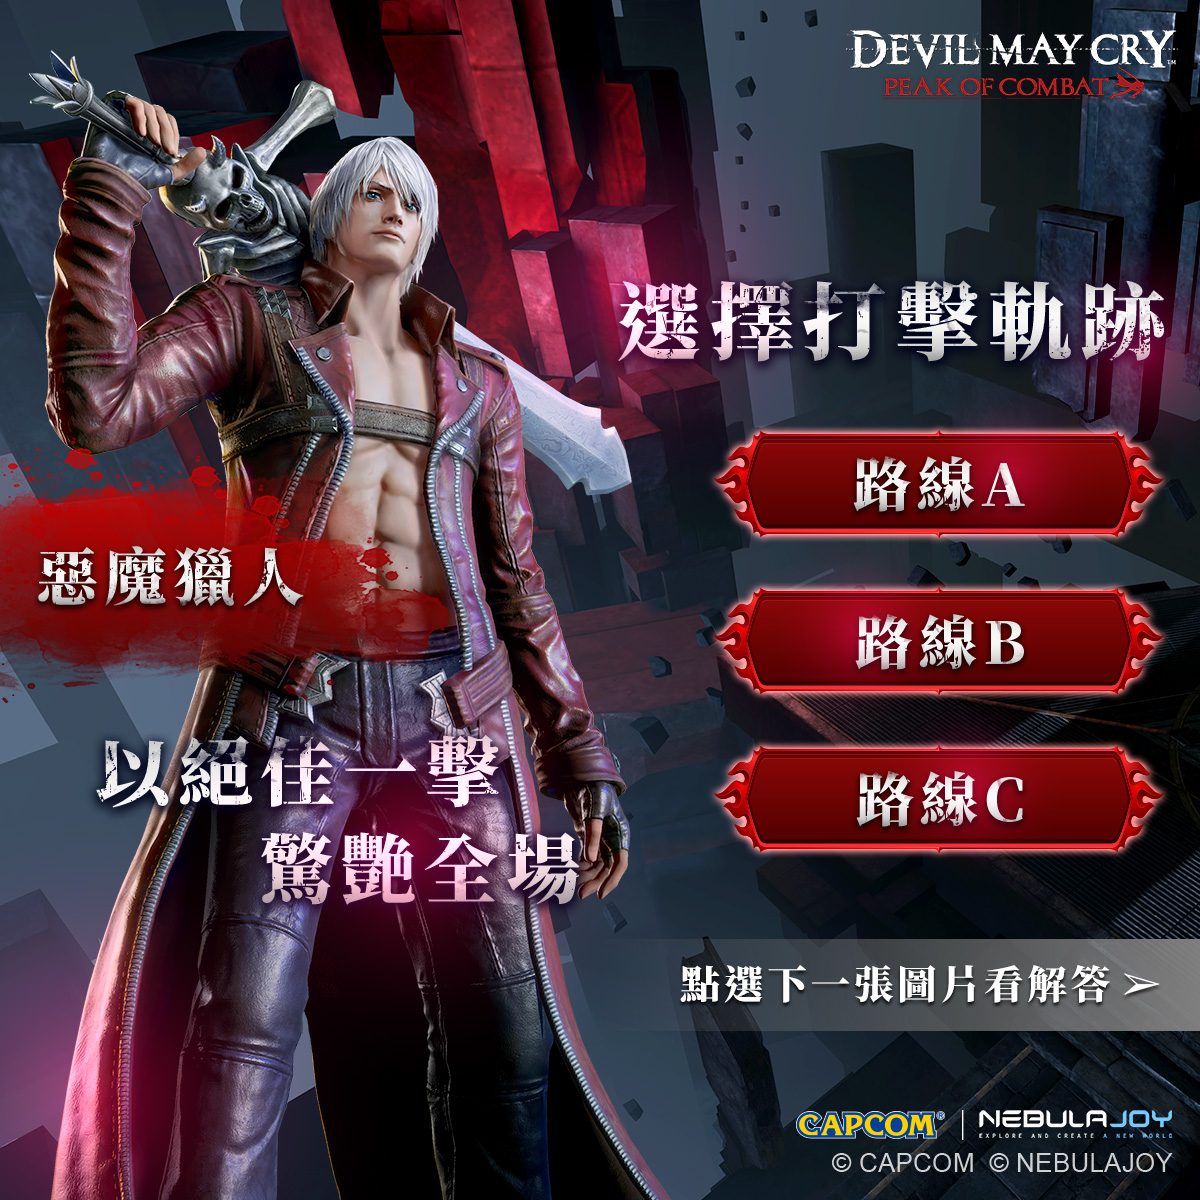 DEVIL MAY CRY
PEAK OF COMBAT
選擇打擊軌跡
路線A
惡魔獵人
路線B
以絕佳一擊
路線C
驚艷全場
點選下一張圖片看解答
CAPCOM® | NEBULAJOY
EXPLORE AND CREATE A NEW WORLD
© CAPCOM © NEBULAJOY